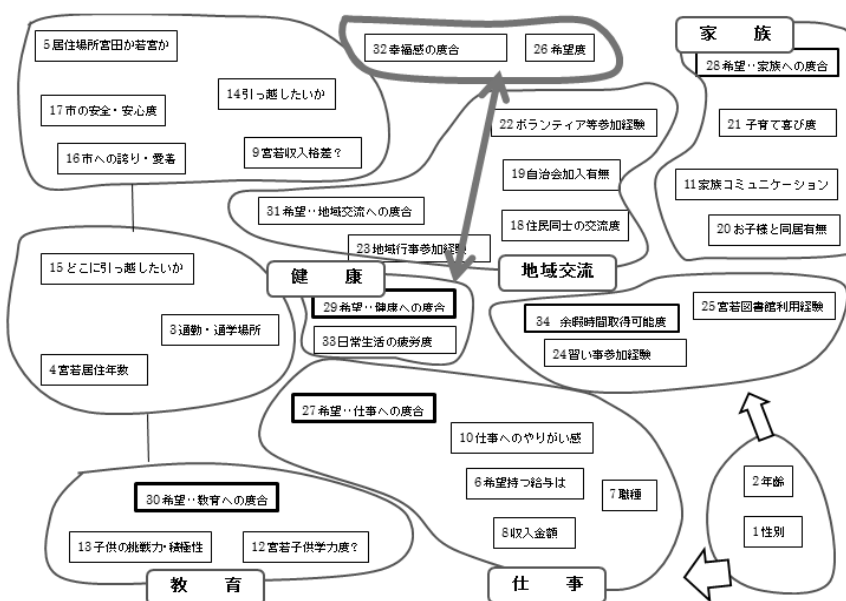 5居住場所宮田か若宮か
32幸福感の度合
26希望度
家　族
28希望‥家族への度合
14引っ越したいか
17市の安全・安心度
22ボランティア等参加経験
21子育て喜び度
16市への誇り・愛着
9宮若収入格差？
19自治会加入有無
11家族コミュニケーション
31希望‥地域交流への度合
18住民同士の交流度
20お子様と同居有無
23地域行事参加経験
15どこに引っ越したいか
健　康
地域交流
29希望‥健康への度合
25宮若図書館利用経験
34　余暇時間取得可能度
3通勤・通学場所
33日常生活の疲労度
24習い事参加経験
4宮若居住年数
27希望‥仕事への度合
10仕事へのやりがい感
2年齢
6希望持つ給与は
7職種
30希望‥教育への度合
1性別
8収入金額
13子供の挑戦力・積極性
12宮若子供学力度？
教　育
仕　事